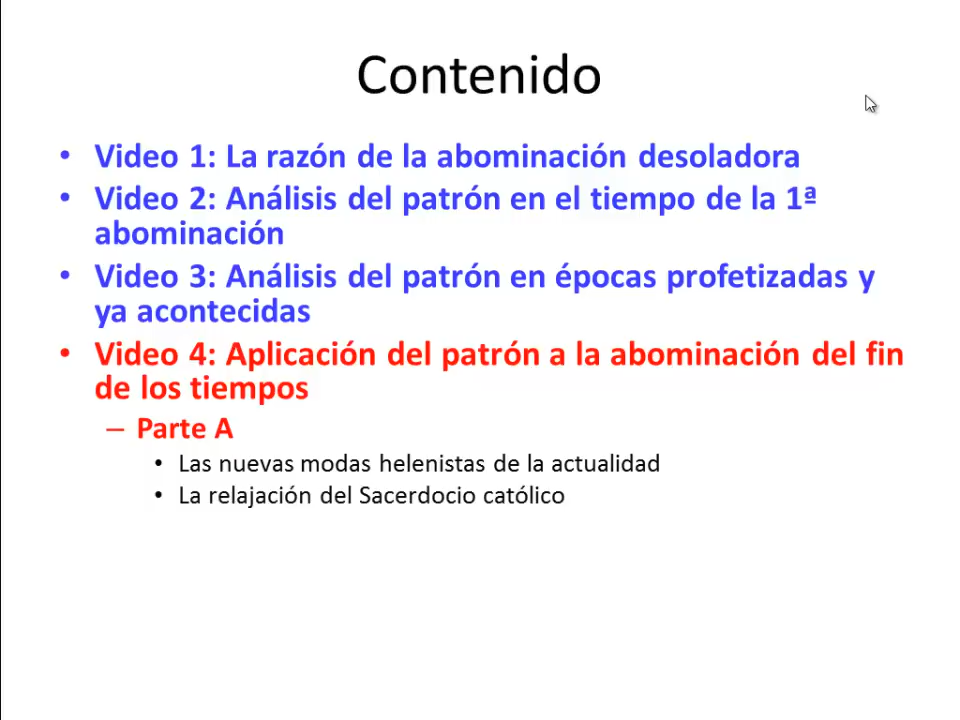 Contenido
• Video 1: La razón de la abominación desoladora
• Video 2: Análisis del patrón en el tiempo de la 1ª
abominación
• Video 3: Análisis del patrón en épocas profetizadas y
ya acontecidas
• Video 4: Aplicación del patrón a la abominación del fin
de los tiempos
– Parte A
• Las nuevas modas helenistas de la actualidad
• La relajación del Sacerdocio católico